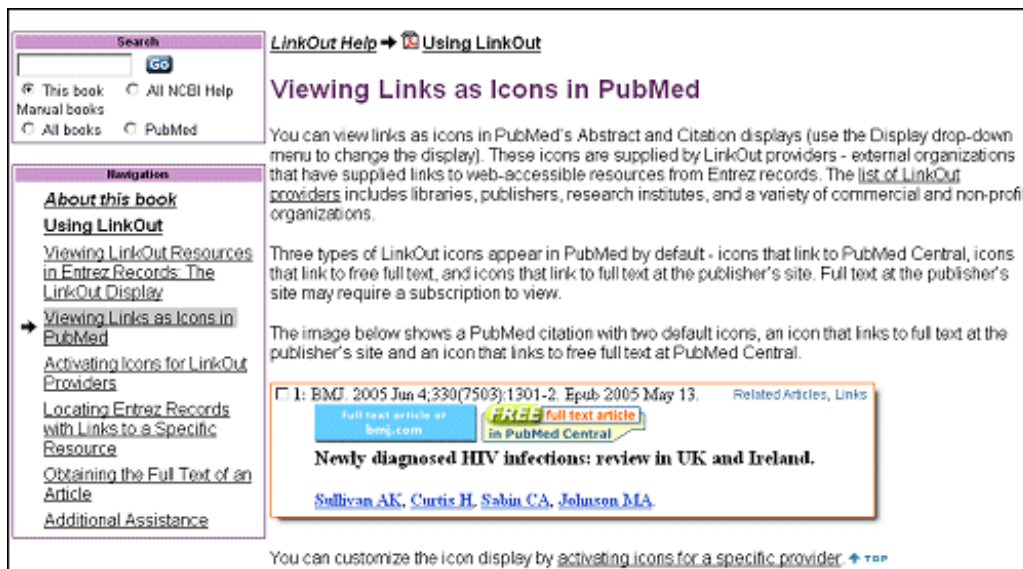 Search
Go
This book All NCBI Help
Manual books
All books PubMed
Navigation
About this book
Using LinkOut
Viewing LinkOut Resources
in Entrez Records: The
LinkOut Display
Viewing Links as Icons in
PubMed
Activating Icons for LinkOut
Providers
Locating Entrez Records
with Links to a Specific
Resource
Obtaining the Full Text of an
Article
Additional Assistance
LinkOut Help Using LinkOut
Viewing Links as Icons in PubMed
You can view links as icons in PubMed's Abstract and Citation displays (use the Display drop-down
menu to change the display). These icons are supplied by LinkOut providers - external organizations
that have supplied links to web-accessible resources from Entrez records. The list of LinkOut
providers includes libraries, publishers, research institutes, and a variety of commercial and non-profi
organizations.
Three types of LinkOut icons appear in PubMed by default - icons that link to PubMed Central, icons
that link to free full text, and icons that link to full text at the publisher's site. Full text at the publisher's
site may require a subscription to view.
The image below shows a PubMed citation with two default icons, an icon that links to full text at the
publisher's site and an icon that links to free full text at PubMed Central.
1: BMJ. 2005 Jun 4;330(7503):1301-2. Epub 2005 May 13. Related Articles, Links
Full text article at
bmj.com
FREE full text article
in PubMed Central
Newly diagnosed HIV infections: review in UK and Ireland.
Sullivan AK, Curtis H, Sabin CA, Johnson MA.
You can customize the icon display by activating icons for a specific provider. TOP